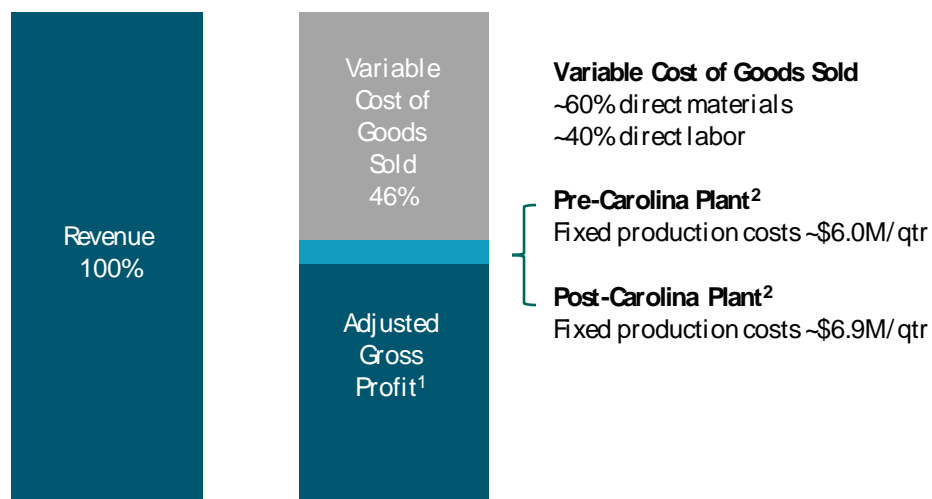 Revenue
100%
Variable
Cost of
Goods
Sold
46%
Adjusted
Gross
Profit¹
Variable Cost of Goods Sold
~60% direct materials
~40% direct labor
Pre-Carolina Plant²
Fixed production costs ~$6.0M/qtr
Post-Carolina Plant²
Fixed production costs ~$6.9M/qtr